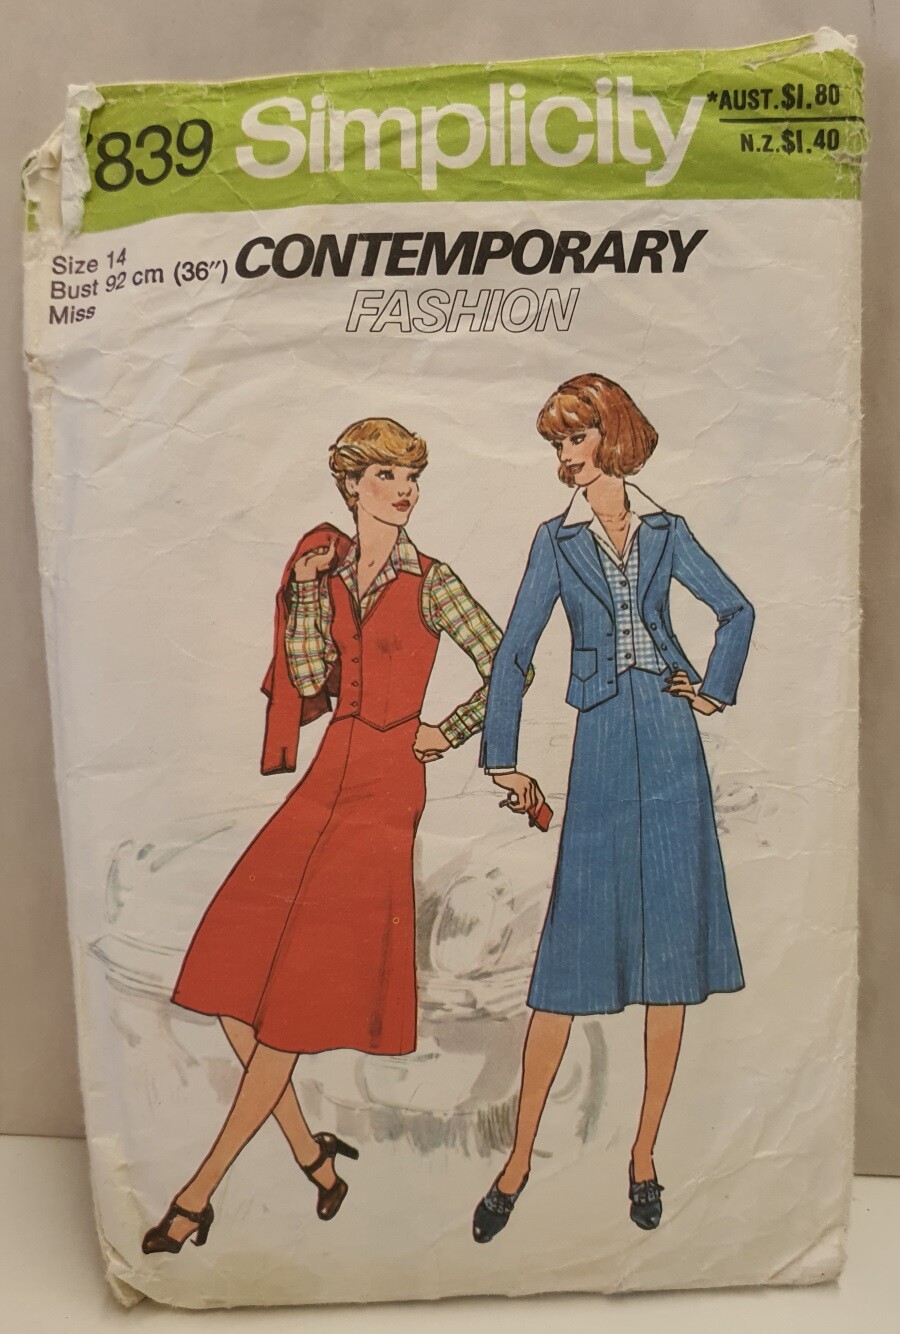 839 Simplicity *AUST.$1.80
N.Z.$1.40
Size 14
Bust 92 cm (36")
Miss
CONTEMPORARY
FASHION